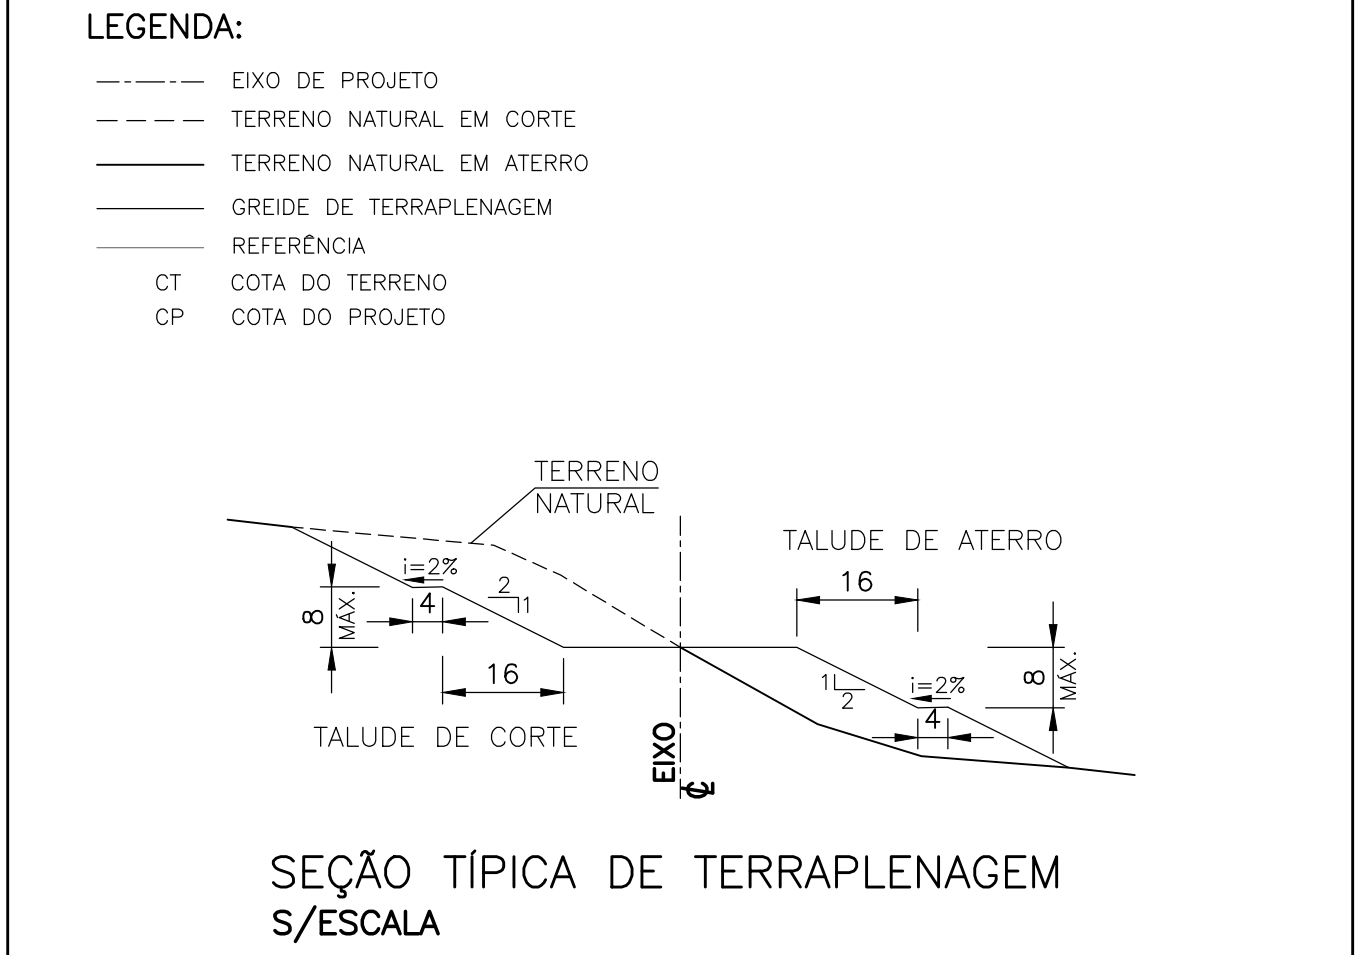 LEGENDA:
EIXO DE PROJETO
TERRENO NATURAL EM CORTE
TERRENO NATURAL EM ATERRO
GREIDE DE TERRAPLENAGEM
REFERÊNCIA
CT COTA DO TERRENO
CP COTA DO PROJETO
TERRENO
NATURAL
TALUDE DE ATERRO
i=2%
16
2
1
4
8
MÁX.
16
TALUDE DE CORTE
1
2
i=2%
4
8
MÁX.
EIXO
℄
SEÇÃO TÍPICA DE TERRAPLENAGEM
S/ESCALA